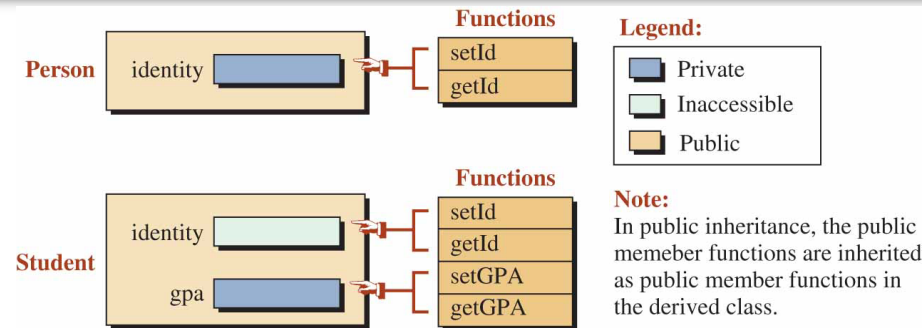 Functions
Person
identity
setId
getId
Legend:
Private
Inaccessible
Public
Functions
Student
identity
gpa
setId
getId
setGPA
getGPA
Note:
In public inheritance, the public
memeber functions are inherited
as public member functions in
the derived class.